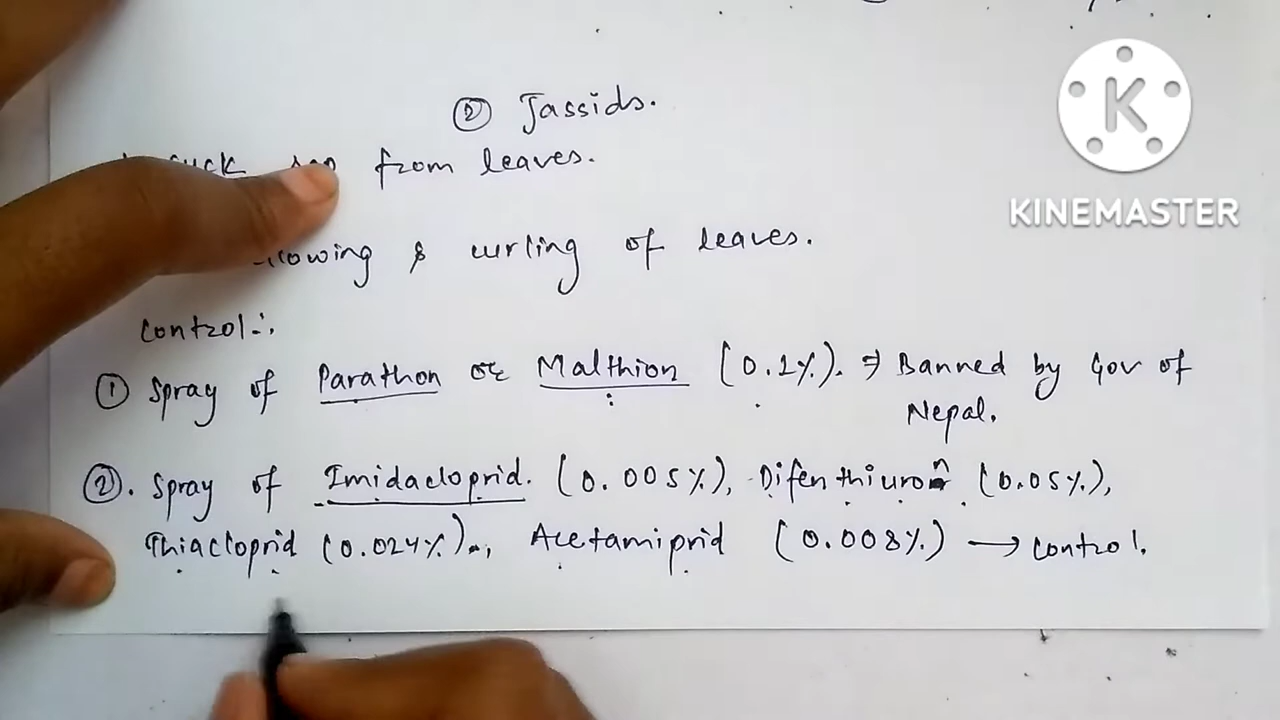 ② Jassids.
suck sap from leaves.
curling of leaves.
KINEMASTER
control:
① Spray of Parathon or Malthion (0.1%). ⇒ Banned by Gov of
Nepal.
②. Spray of Imidacloprid. (0.005%), Difenthiuron (0.05%),
Thiacloprid (0.024%)., Acetamiprid (0.008%) → control.